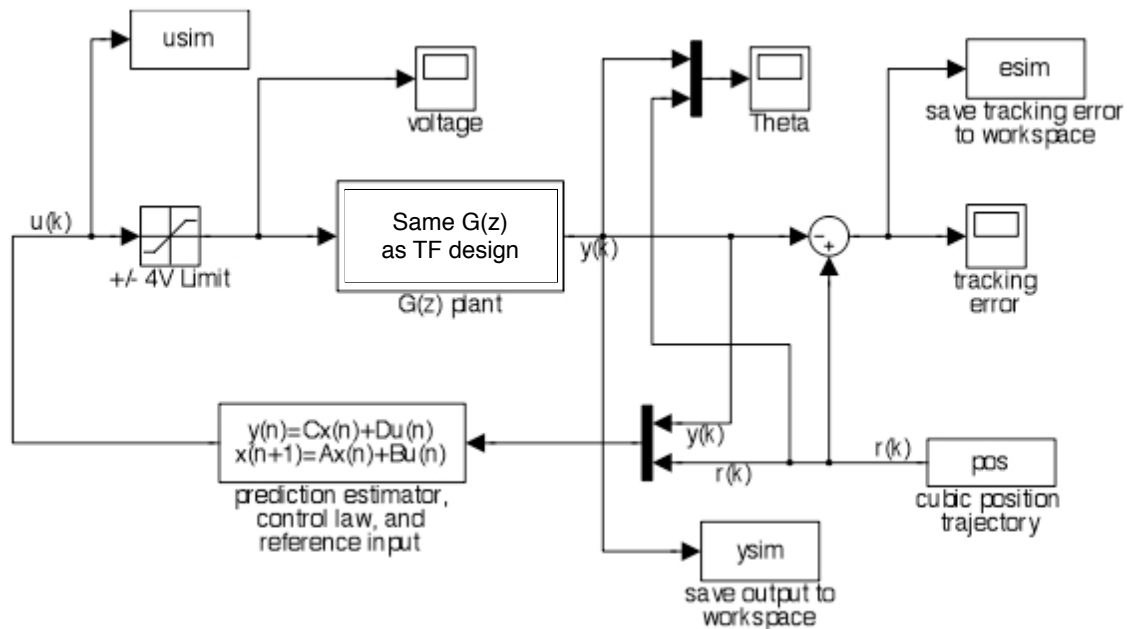 usim
voltage
Theta
esim
save tracking error
to workspace
u(k)
+/- 4V Limit
Same G(z)
as TF design
G(z) plant
y(k)
-
+
tracking
error
y(n)=Cx(n)+Du(n)
x(n+1)=Ax(n)+Bu(n)
prediction estimator,
control law, and
reference input
y(k)
r(k)
r(k)
pos
cubic position
trajectory
ysim
save output to
workspace